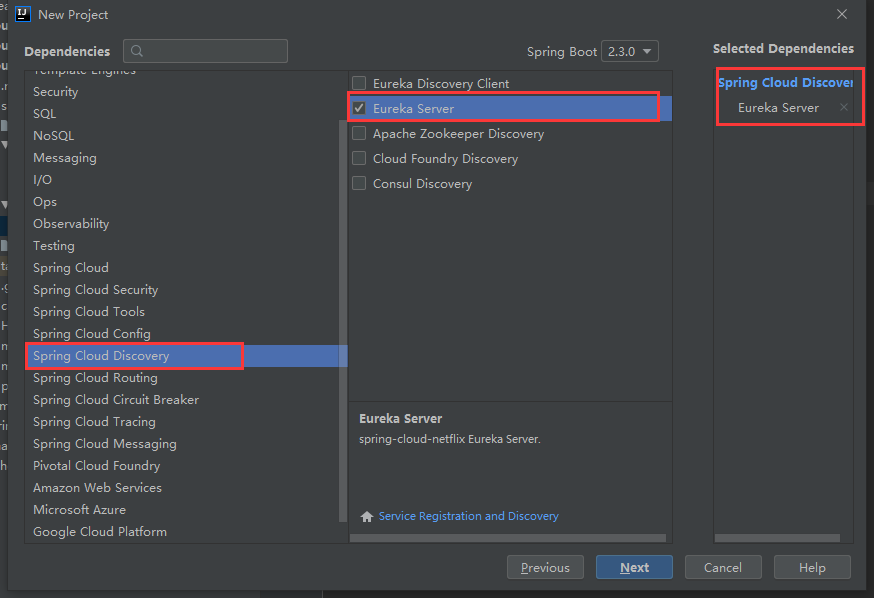 New Project
Dependencies
Spring Boot 2.3.0
Selected Dependencies
Template Engines
Security
SQL
NoSQL
Messaging
I/O
Ops
Observability
Testing
Spring Cloud
Spring Cloud Security
Spring Cloud Tools
Spring Cloud Config
Spring Cloud Discovery
Spring Cloud Routing
Spring Cloud Circuit Breaker
Spring Cloud Tracing
Spring Cloud Messaging
Pivotal Cloud Foundry
Amazon Web Services
Microsoft Azure
Google Cloud Platform
Eureka Discovery Client
Eureka Server
Apache Zookeeper Discovery
Cloud Foundry Discovery
Consul Discovery
Eureka Server
spring-cloud-netflix Eureka Server.
Service Registration and Discovery
Spring Cloud Discover
Eureka Server
Previous
Next
Cancel
Help